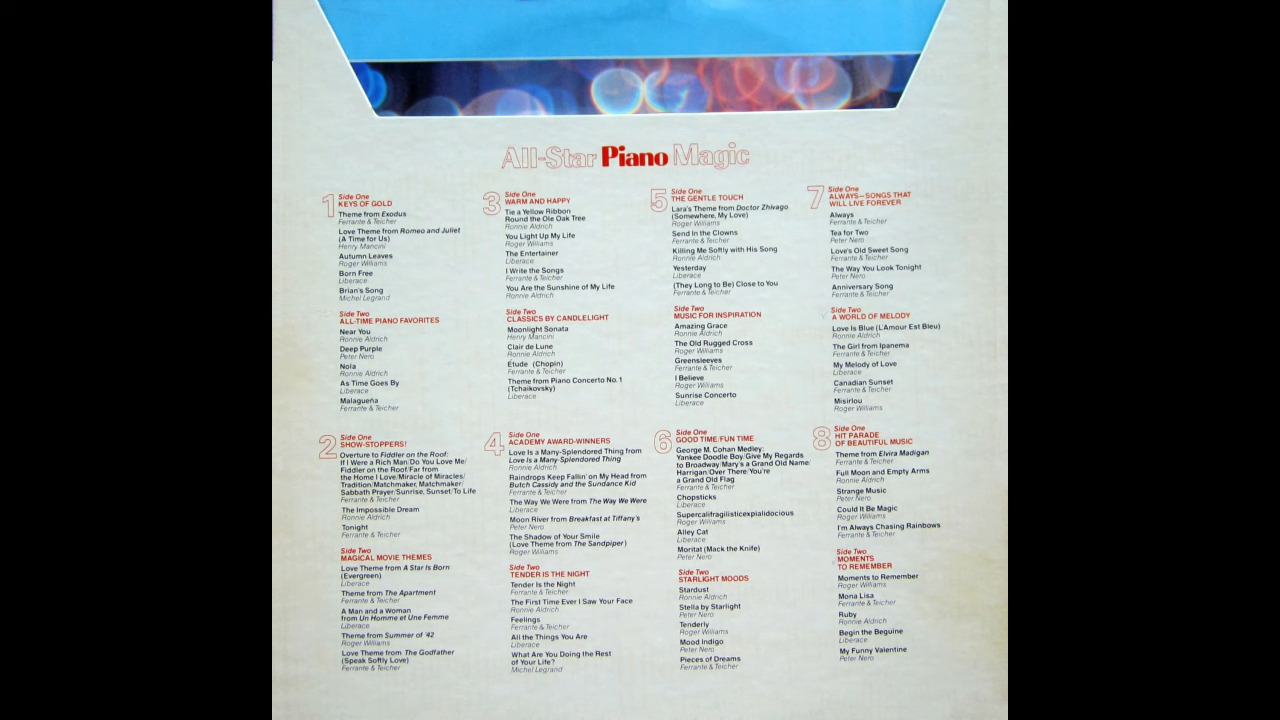 All-Star Piano Magic
1
Side One
KEYS OF GOLD
Theme from Exodus
Ferrante & Teicher
Love Theme from Romeo and Juliet
(A Time for Us)
Henry Mancini
Autumn Leaves
Roger Williams
Born Free
Liberace
Brian's Song
Michel Legrand
Side Two
ALL-TIME PIANO FAVORITES
Near You
Ronnie Aldrich
Deep Purple
Peter Nero
Nola
Ronnie Aldrich
As Time Goes By
Liberace
Malagueña
Ferrante & Teicher
2
Side One
SHOW-STOPPERS!
Overture to Fiddler on the Roof:
If I Were a Rich Man/Do You Love Me/
Fiddler on the Roof/Far from
the Home I Love/Miracle of Miracles/
Tradition/Matchmaker, Matchmaker/
Sabbath Prayer/Sunrise, Sunset/To Life
Ferrante & Teicher
The Impossible Dream
Ronnie Aldrich
Tonight
Ferrante & Teicher
Side Two
MAGICAL MOVIE THEMES
Love Theme from A Star Is Born
(Evergreen)
Liberace
Theme from The Apartment
Ferrante & Teicher
A Man and a Woman
from Un Homme et Une Femme
Liberace
Theme from Summer of '42
Roger Williams
Love Theme from The Godfather
(Speak Softly Love)
Ferrante & Teicher
3
Side One
WARM AND HAPPY
Tie a Yellow Ribbon
Round the Ole Oak Tree
Ronnie Aldrich
You Light Up My Life
Roger Williams
The Entertainer
Liberace
I Write the Songs
Ferrante & Teicher
You Are the Sunshine of My Life
Ronnie Aldrich
Side Two
CLASSICS BY CANDLELIGHT
Moonlight Sonata
Henry Mancini
Clair de Lune
Ronnie Aldrich
Étude (Chopin)
Ferrante & Teicher
Theme from Piano Concerto No. 1
(Tchaikovsky)
Liberace
4
Side One
ACADEMY AWARD-WINNERS
Love Is a Many-Splendored Thing from
Love Is a Many-Splendored Thing
Ronnie Aldrich
Raindrops Keep Fallin' on My Head from
Butch Cassidy and the Sundance Kid
Ferrante & Teicher
The Way We Were from The Way We Were
Liberace
Moon River from Breakfast at Tiffany's
Peter Nero
The Shadow of Your Smile
(Love Theme from The Sandpiper)
Roger Williams
Side Two
TENDER IS THE NIGHT
Tender Is the Night
Ferrante & Teicher
The First Time Ever I Saw Your Face
Ronnie Aldrich
Feelings
Ferrante & Teicher
All the Things You Are
Liberace
What Are You Doing the Rest
of Your Life?
Michel Legrand
5
Side One
THE GENTLE TOUCH
Lara's Theme from Doctor Zhivago
(Somewhere, My Love)
Roger Williams
Send In the Clowns
Ferrante & Teicher
Killing Me Softly with His Song
Ronnie Aldrich
Yesterday
Liberace
(They Long to Be) Close to You
Ferrante & Teicher
Side Two
MUSIC FOR INSPIRATION
Amazing Grace
Ronnie Aldrich
The Old Rugged Cross
Roger Williams
Greensleeves
Ferrante & Teicher
I Believe
Roger Williams
Sunrise Concerto
Liberace
6
Side One
GOOD TIME/FUN TIME
George M. Cohan Medley:
Yankee Doodle Boy/Give My Regards
to Broadway/Mary's a Grand Old Name/
Harrigan/Over There/You're
a Grand Old Flag
Ferrante & Teicher
Chopsticks
Liberace
Supercalifragilisticexpialidocious
Roger Williams
Alley Cat
Liberace
Moritat (Mack the Knife)
Peter Nero
Side Two
STARLIGHT MOODS
Stardust
Ronnie Aldrich
Stella by Starlight
Peter Nero
Tenderly
Roger Williams
Mood Indigo
Peter Nero
Pieces of Dreams
Ferrante & Teicher
7
Side One
ALWAYS—SONGS THAT
WILL LIVE FOREVER
Always
Ferrante & Teicher
Tea for Two
Peter Nero
Love's Old Sweet Song
Ferrante & Teicher
The Way You Look Tonight
Peter Nero
Anniversary Song
Ferrante & Teicher
Side Two
A WORLD OF MELODY
Love Is Blue (L'Amour Est Bleu)
Ronnie Aldrich
The Girl from Ipanema
Ferrante & Teicher
My Melody of Love
Liberace
Canadian Sunset
Ferrante & Teicher
Misirlou
Roger Williams
8
Side One
HIT PARADE
OF BEAUTIFUL MUSIC
Theme from Elvira Madigan
Ferrante & Teicher
Full Moon and Empty Arms
Ronnie Aldrich
Strange Music
Peter Nero
Could It Be Magic
Roger Williams
I'm Always Chasing Rainbows
Ferrante & Teicher
Side Two
MOMENTS
TO REMEMBER
Moments to Remember
Roger Williams
Mona Lisa
Ferrante & Teicher
Ruby
Ronnie Aldrich
Begin the Beguine
Liberace
My Funny Valentine
Peter Nero